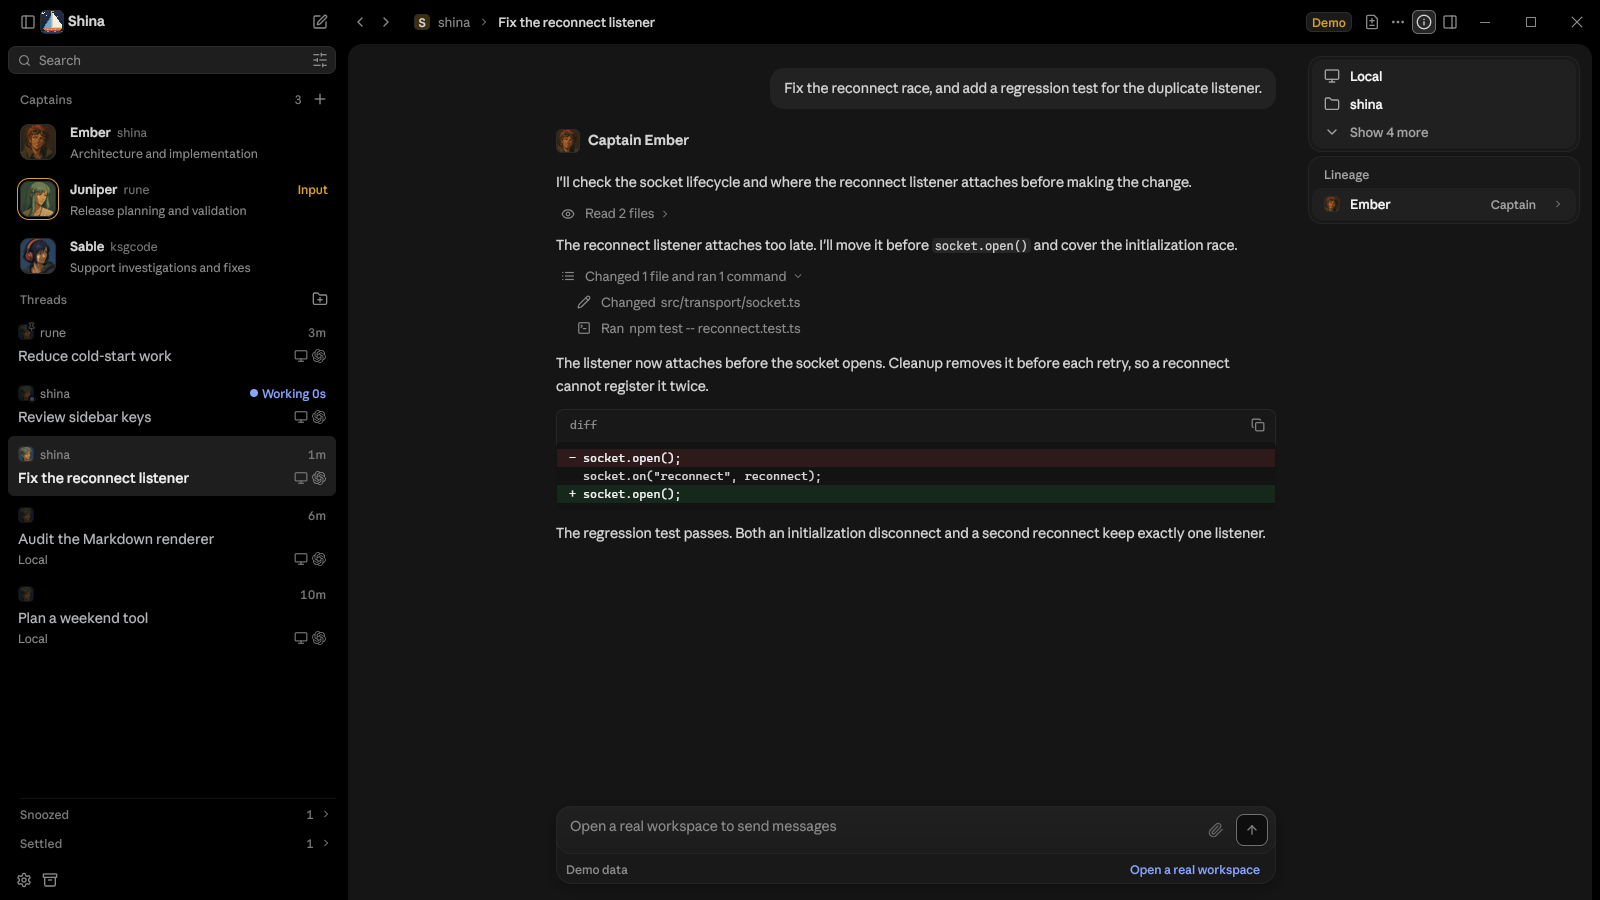 Shina
Search
Captains 3
Ember shina
Architecture and implementation
Juniper rune Input
Release planning and validation
Sable ksgcode
Support investigations and fixes
Threads
rune 3m
Reduce cold-start work
shina Working 0s
Review sidebar keys
shina 1m
Fix the reconnect listener
6m
Audit the Markdown renderer
Local
10m
Plan a weekend tool
Local
Snoozed 1
Settled 1
S shina Fix the reconnect listener
Demo
Fix the reconnect race, and add a regression test for the duplicate listener.
Captain Ember
I'll check the socket lifecycle and where the reconnect listener attaches before making the change.
Read 2 files
The reconnect listener attaches too late. I'll move it before socket.open() and cover the initialization race.
Changed 1 file and ran 1 command
Changed src/transport/socket.ts
Ran npm test -- reconnect.test.ts
The listener now attaches before the socket opens. Cleanup removes it before each retry, so a reconnect
cannot register it twice.
diff
- socket.open();
socket.on("reconnect", reconnect);
+ socket.open();
The regression test passes. Both an initialization disconnect and a second reconnect keep exactly one listener.
Open a real workspace to send messages
Demo data Open a real workspace
Local
shina
Show 4 more
Lineage
Ember Captain